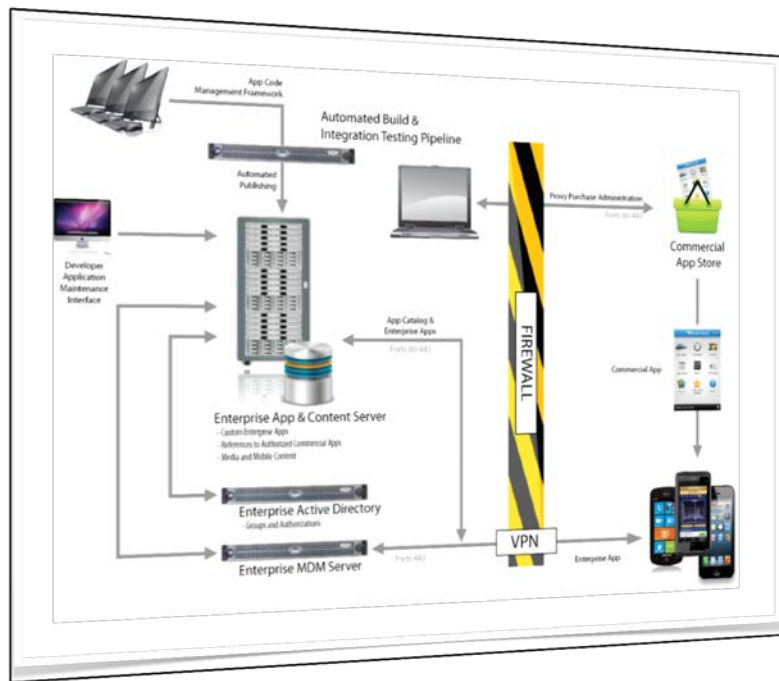 App Code
Management Framework
Automated Build &
Integration Testing Pipeline
Automated
Publishing
Proxy Purchase Administration
Ports 80/443
Commercial
App Store
Developer
Application
Maintenance
Interface
App Catalog &
Enterprise Apps
Ports 80/443
FIREWALL
Commercial App
Enterprise App & Content Server
- Custom Enterprise Apps
- References to Authorized Commercial Apps
- Media and Mobile Content
Enterprise Active Directory
- Groups and Authorizations
VPN
Enterprise MDM Server
Ports 443
Enterprise App